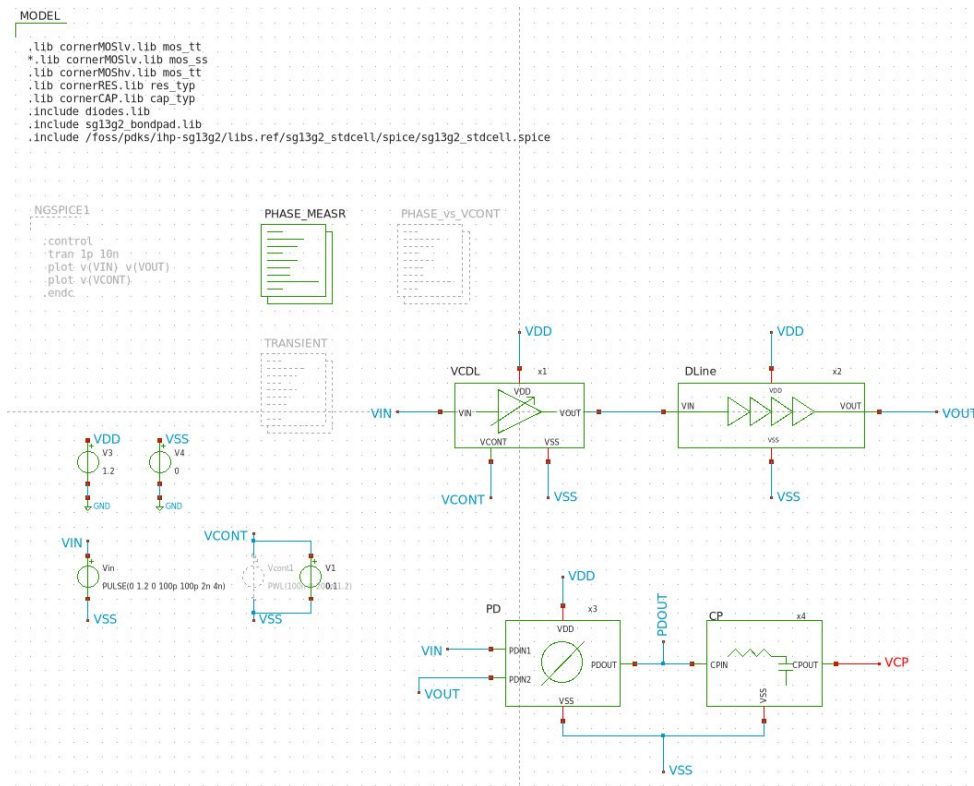 MODEL
.lib cornerMOSlv.lib mos_tt
*.lib cornerMOSlv.lib mos_ss
.lib cornerMOShv.lib mos_tt
.lib cornerRES.lib res_typ
.lib cornerCAP.lib cap_typ
.include diodes.lib
.include sg13g2_bondpad.lib
.include /foss/pdks/ihp-sg13g2/libs.ref/sg13g2_stdcell/spice/sg13g2_stdcell.spice
NGSPICE1
.control
tran 1p 10n
plot v(VIN) v(VOUT)
plot v(VCONT)
.endc
PHASE_MEASR
PHASE_vs_VCONT
TRANSIENT
VDD
VDD
VCDL
x1
DLine
x2
VIN
VIN
VDD
VOUT
VCONT
VSS
VIN
VDD
VOUT
VSS
VOUT
VCONT
VSS
VSS
VDD
V3
1.2
GND
VSS
V4
0
GND
VIN
Vin
PULSE(0 1.2 0 100p 100p 2n 4n)
VSS
VCONT
Vcont1
V1
0.1
VSS
VDD
PD
x3
VDD
VIN
PDIN1
PDIN2
VOUT
PDOUT
VSS
PDOUT
CP
x4
CPIN
CPOUT
VSS
VCP
VSS